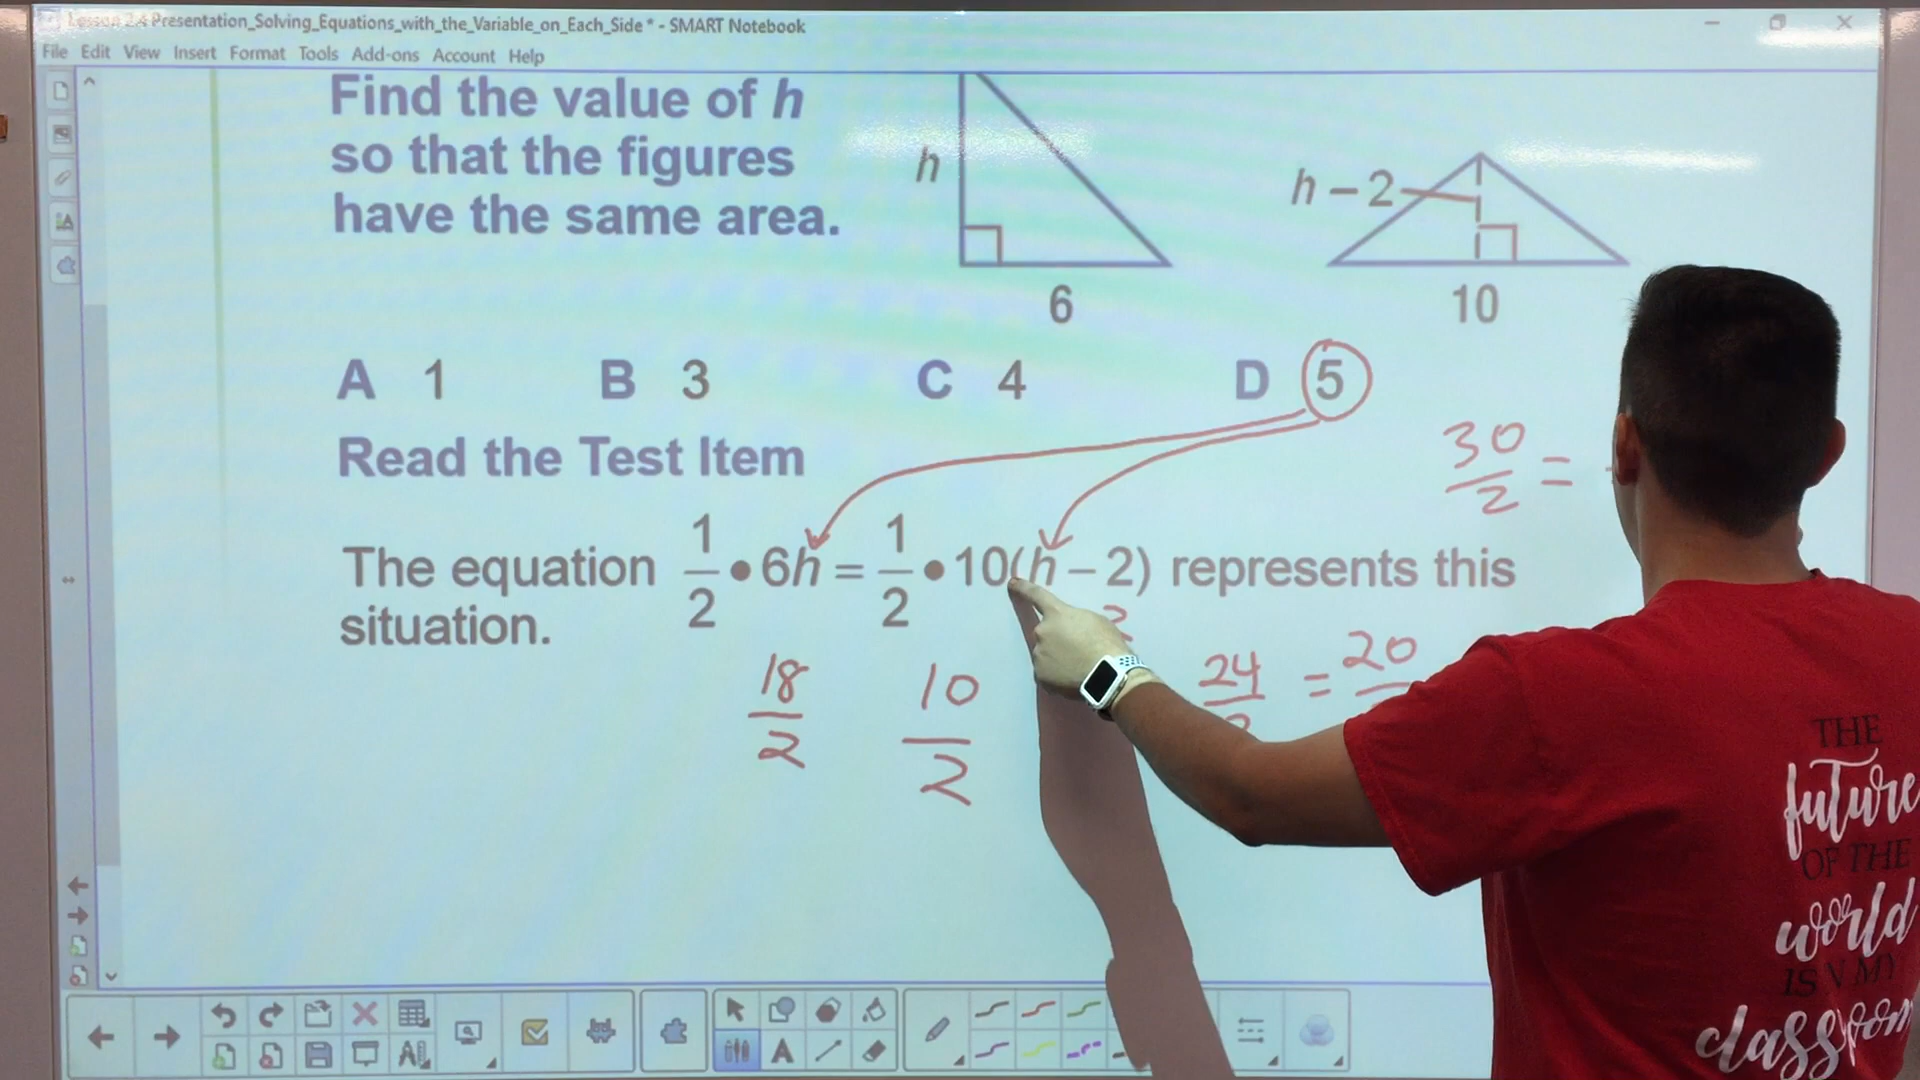 Lesson 2.4 Presentation_Solving_Equations_with_the_Variable_on_Each_Side * - SMART Notebook
File Edit View Insert Format Tools Add-ons Account Help
Find the value of h
so that the figures
have the same area.
h
6
h – 2
10
A 1 B 3 C 4 D 5
Read the Test Item
30/2 =
The equation 1/2 • 6h = 1/2 • 10(h – 2) represents this
situation.
18/2
10/2
24 = 20
THE
future
OF THE
world
IS IN MY
classroom